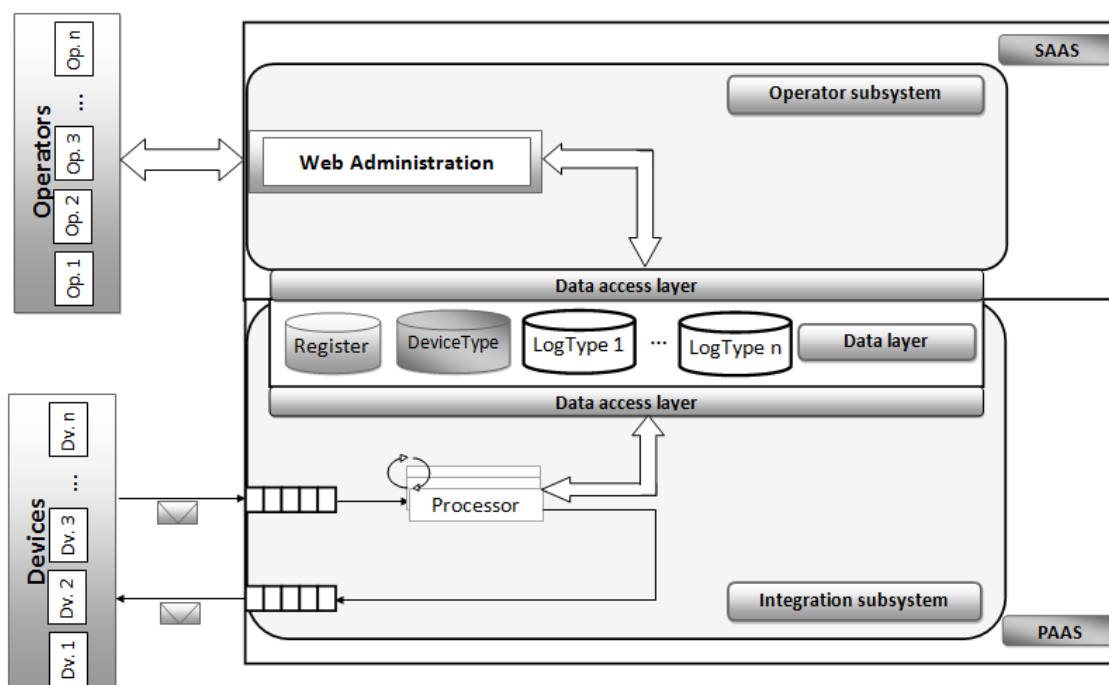 Operators
Op. n
...
Op. 3
Op. 2
Op. 1
SAAS
Operator subsystem
Web Administration
Data access layer
Register
DeviceType
LogType 1
...
LogType n
Data layer
Data access layer
Devices
Dv. n
...
Dv. 3
Dv. 2
Dv. 1
Processor
Integration subsystem
PAAS